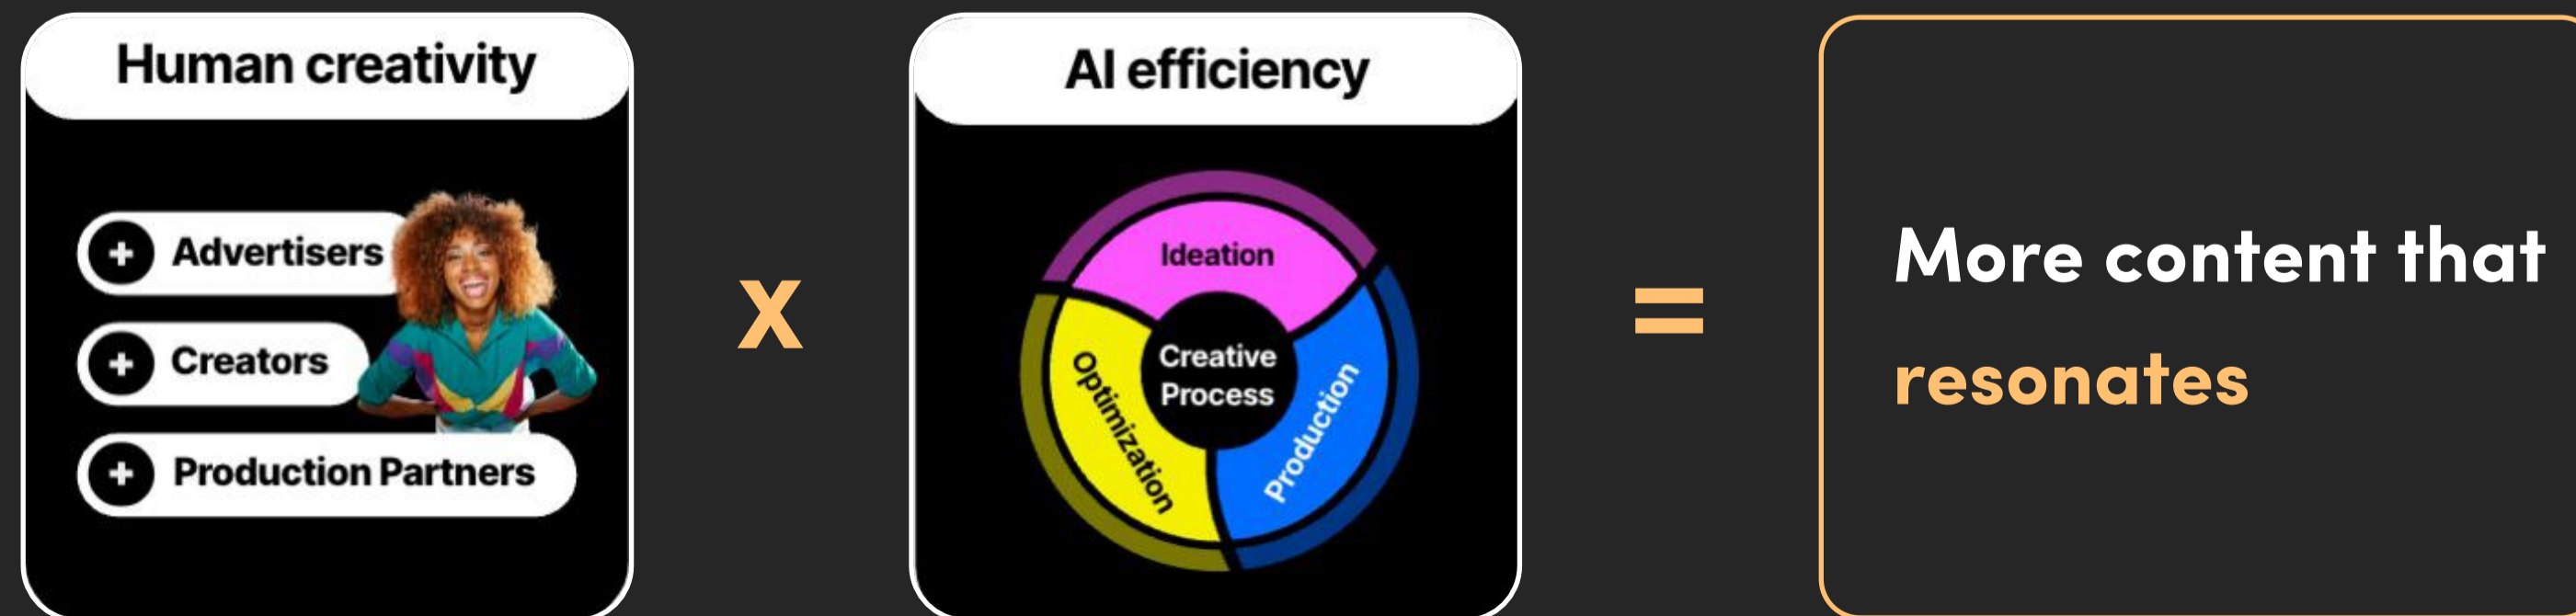 Human creativity
+ Advertisers
+ Creators
+ Production Partners
x
AI efficiency
Ideation
Creative
Process
Optimization
Production
=
More content that
resonates